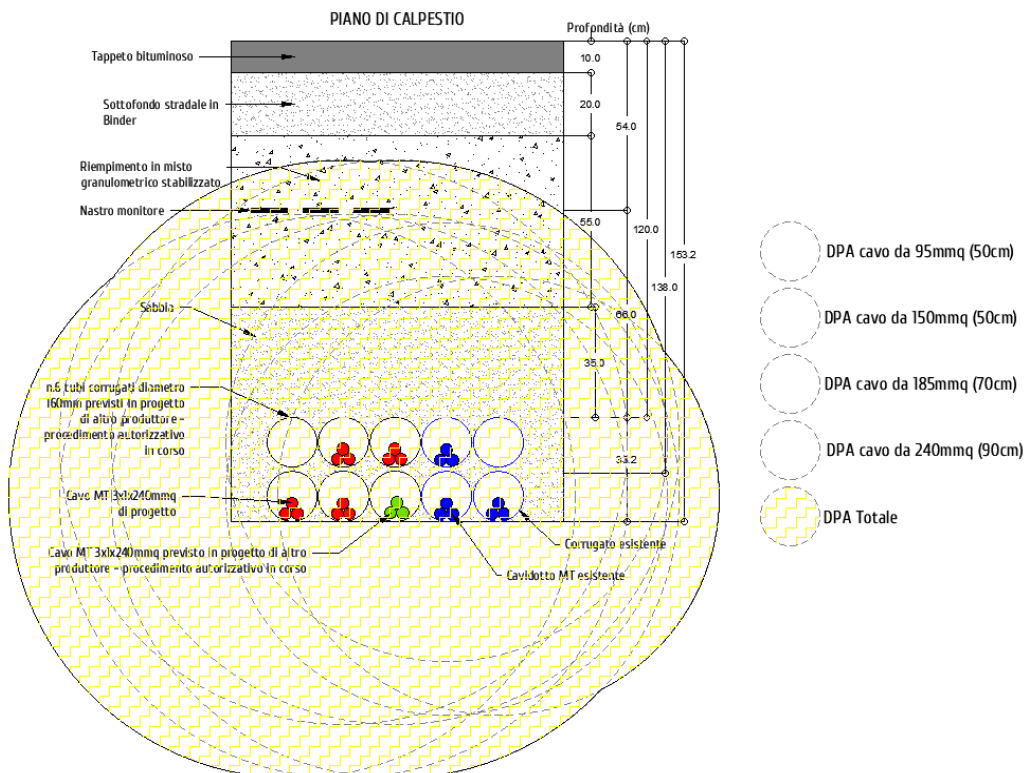 PIANO DI CALPESTIO
Profondità (cm)
Tappeto bituminoso
10.0
Sottofondo stradale in
Binder
20.0
54.0
Riempimento in misto
granulometrico stabilizzato
Nastro monitore
55.0
120.0
153.2
138.0
Sabbia
66.0
35.0
n.6 tubi corrugati diametro
160mm previsti in progetto
di altro produttore -
procedimento autorizzativo
in corso
33.2
Cavo MT 3x1x240mmq
di progetto
Cavo MT 3x1x240mmq previsto in progetto di altro
produttore - procedimento autorizzativo in corso
Corrugato esistente
Cavidotto MT esistente
DPA cavo da 95mmq (50cm)
DPA cavo da 150mmq (50cm)
DPA cavo da 185mmq (70cm)
DPA cavo da 240mmq (90cm)
DPA Totale